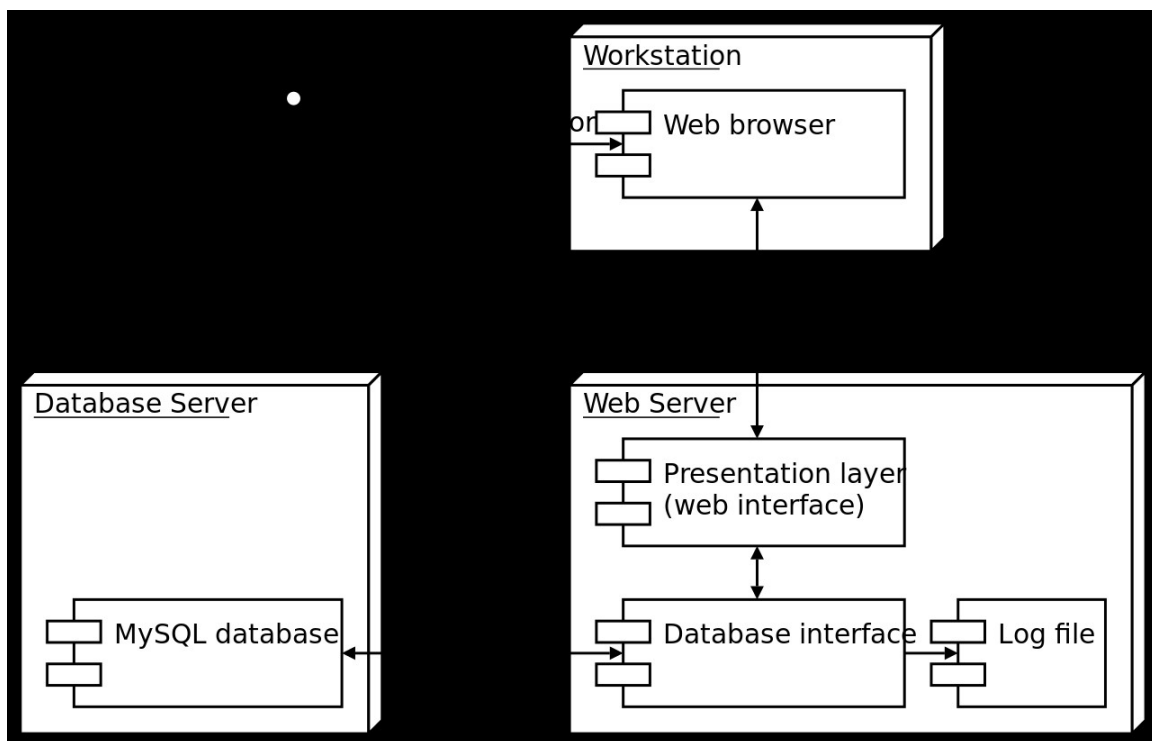 Workstation
or
Web browser
Database Server
Web Server
Presentation layer
(web interface)
MySQL database
Database interface
Log file